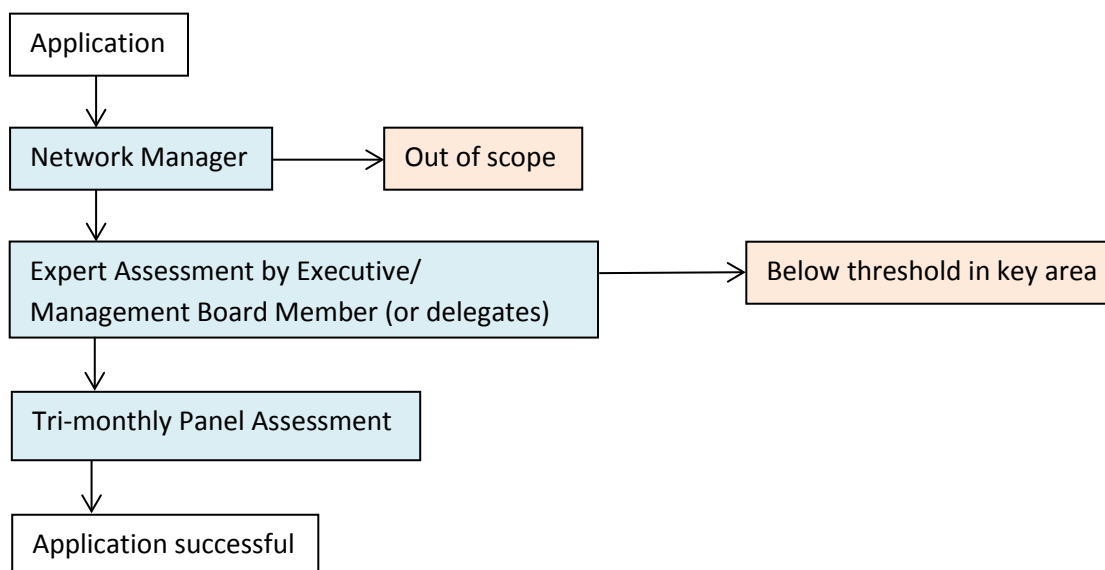 Application
Network Manager
Out of scope
Expert Assessment by Executive/
Management Board Member (or delegates)
Below threshold in key area
Tri-monthly Panel Assessment
Application successful